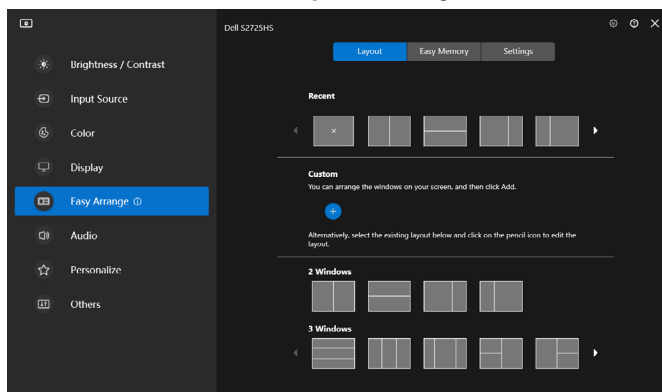 Dell S2725HS
Brightness / Contrast
Input Source
Color
Display
Easy Arrange
Audio
Personalize
Others
Layout
Easy Memory
Settings
Recent
Custom
You can arrange the windows on your screen, and then click Add.
Alternatively, select the existing layout below and click on the pencil icon to edit the
layout.
2 Windows
3 Windows